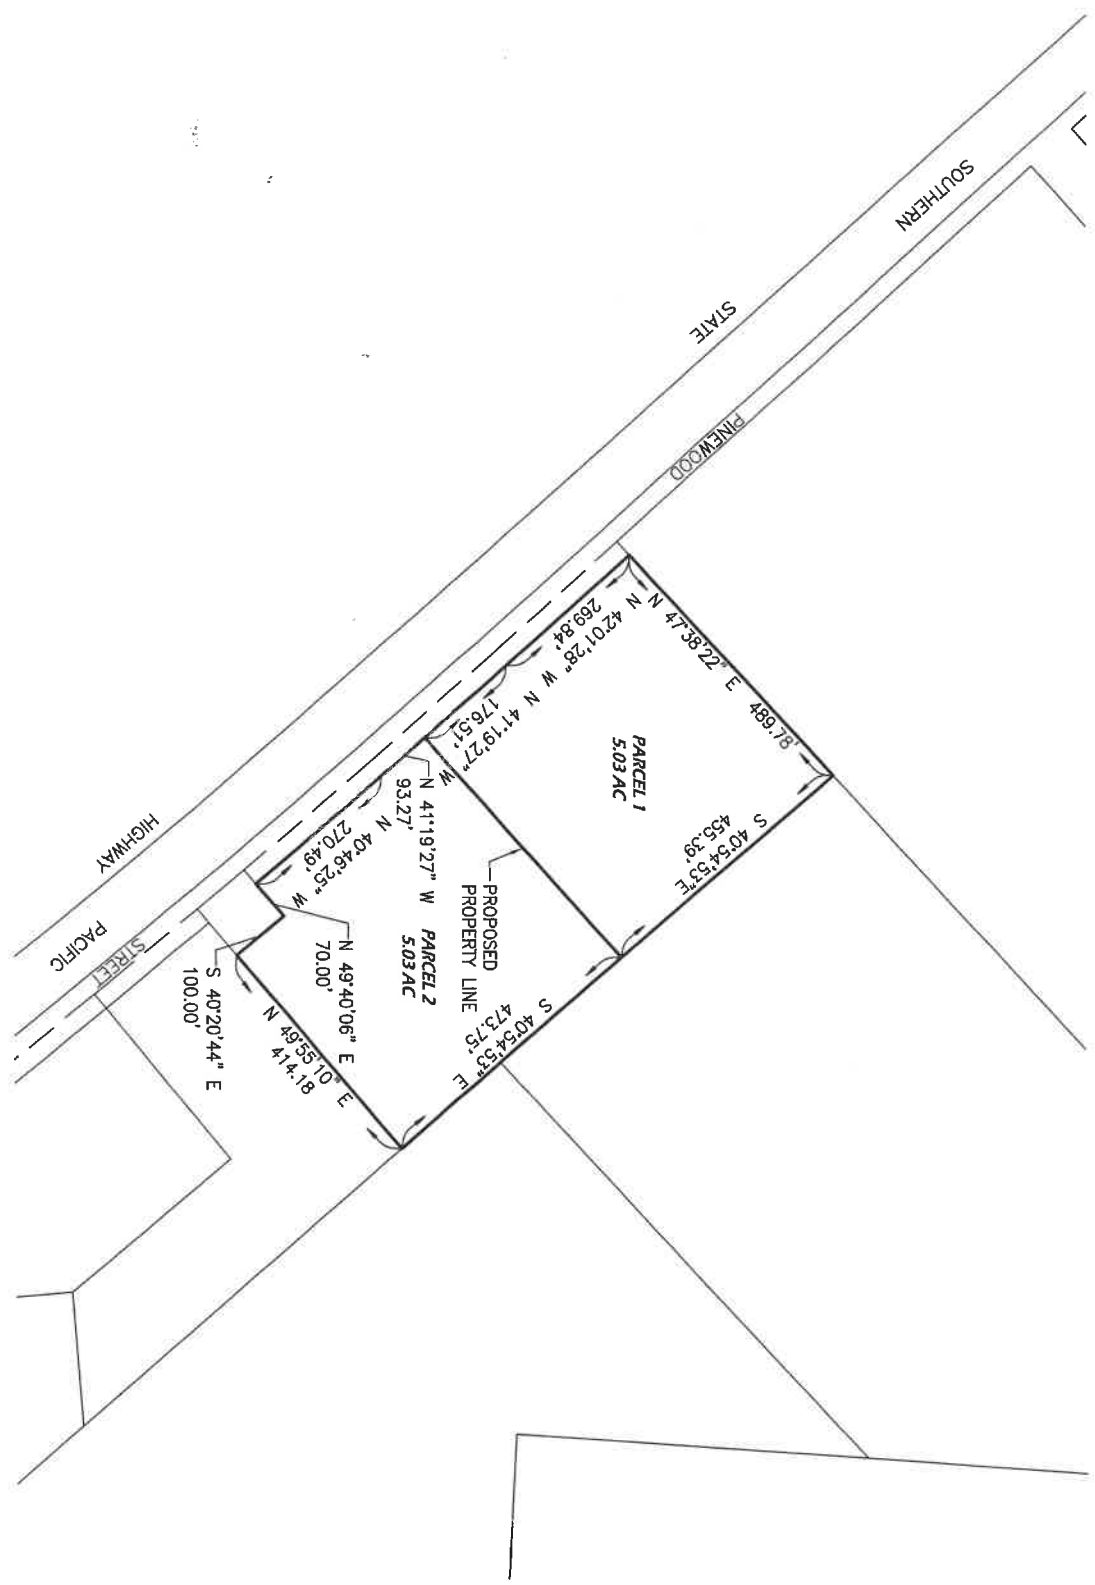 SOUTHERN
STATE
PINEWOOD
N 47°38'22" E 489.78'
N 42°01'28" W
269.84'
N 41°19'27" W
176.51'
PARCEL 1
5.03 AC
S 40°54'53"E
455.39'
N 41°19'27" W
93.27'
PROPOSED
PROPERTY LINE
PARCEL 2
5.03 AC
N 40°46'25" W
270.49'
N 49°40'06" E
70.00'
S 40°20'44" E
100.00'
N 49°55'10" E
414.18
S 40°54'53" E
473.75'
HIGHWAY
PACIFIC
STREET